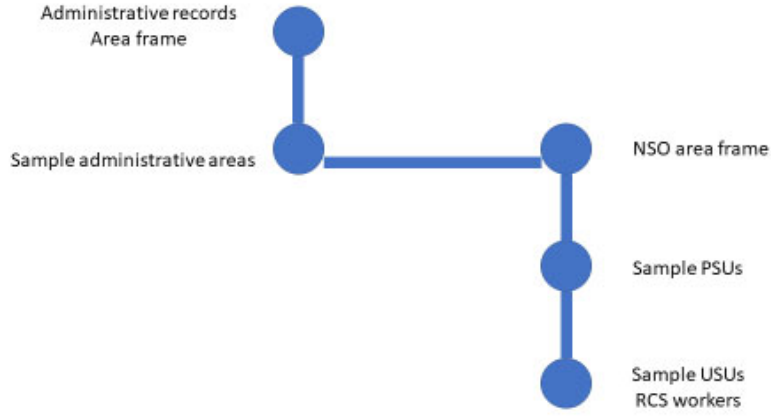 Administrative records
Area frame
Sample administrative areas
NSO area frame
Sample PSUs
Sample USUs
RCS workers